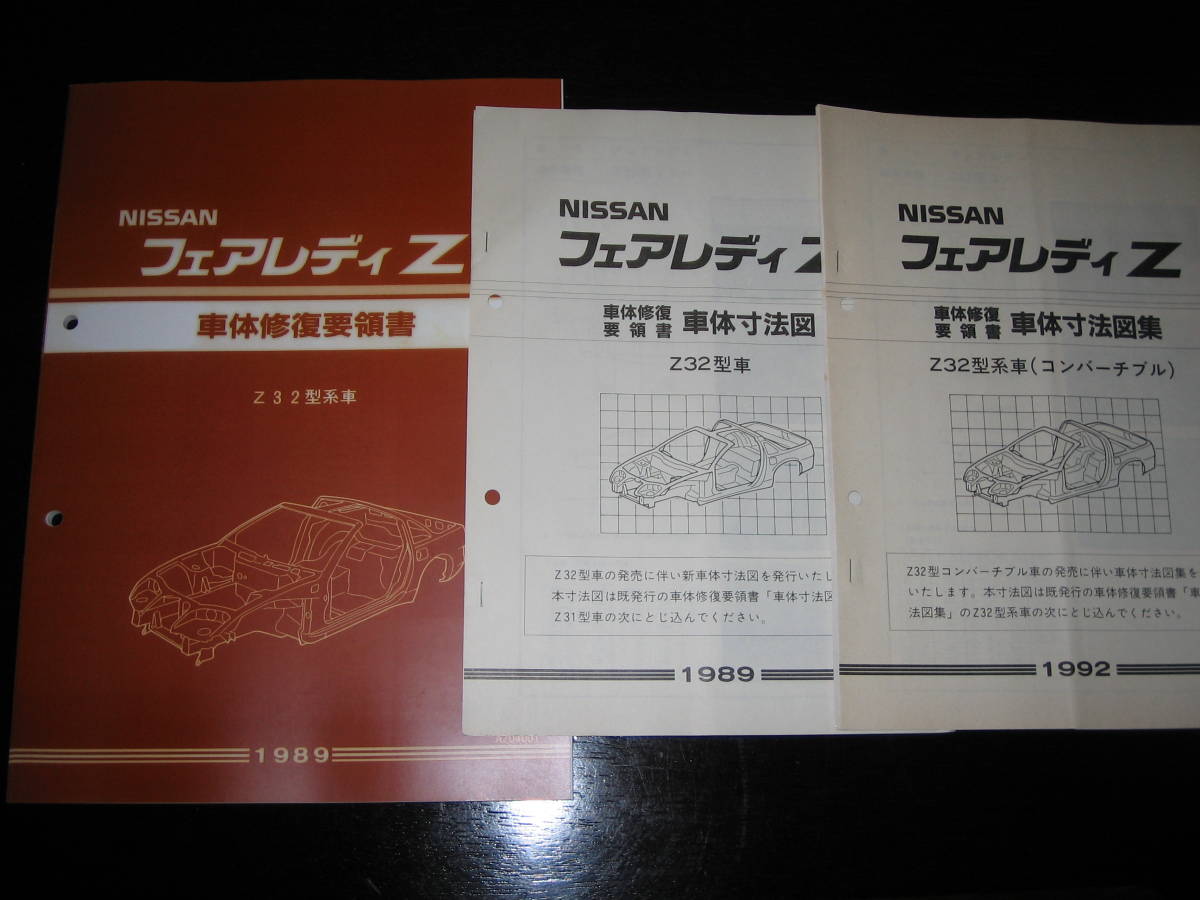 NISSAN
フェアレディZ
車体修復要領書
Z32型系車
1989
NISSAN
フェアレディZ
車体修復
要領書
車体寸法図
Z32型車
Z32型車の発売に伴い新車体寸法図を発行いたし
本寸法図は既発行の車体修復要領書「車体寸法図
Z31型車の次にとじ込んでください。
1989
NISSAN
フェアレディZ
車体修復
要領書
車体寸法図集
Z32型系車(コンバーチブル)
Z32型コンバーチブル車の発売に伴い車体寸法図集を
いたします。本寸法図は既発行の車体修復要領書「車
法図集」のZ32型系車の次にとじ込んでください。
1992